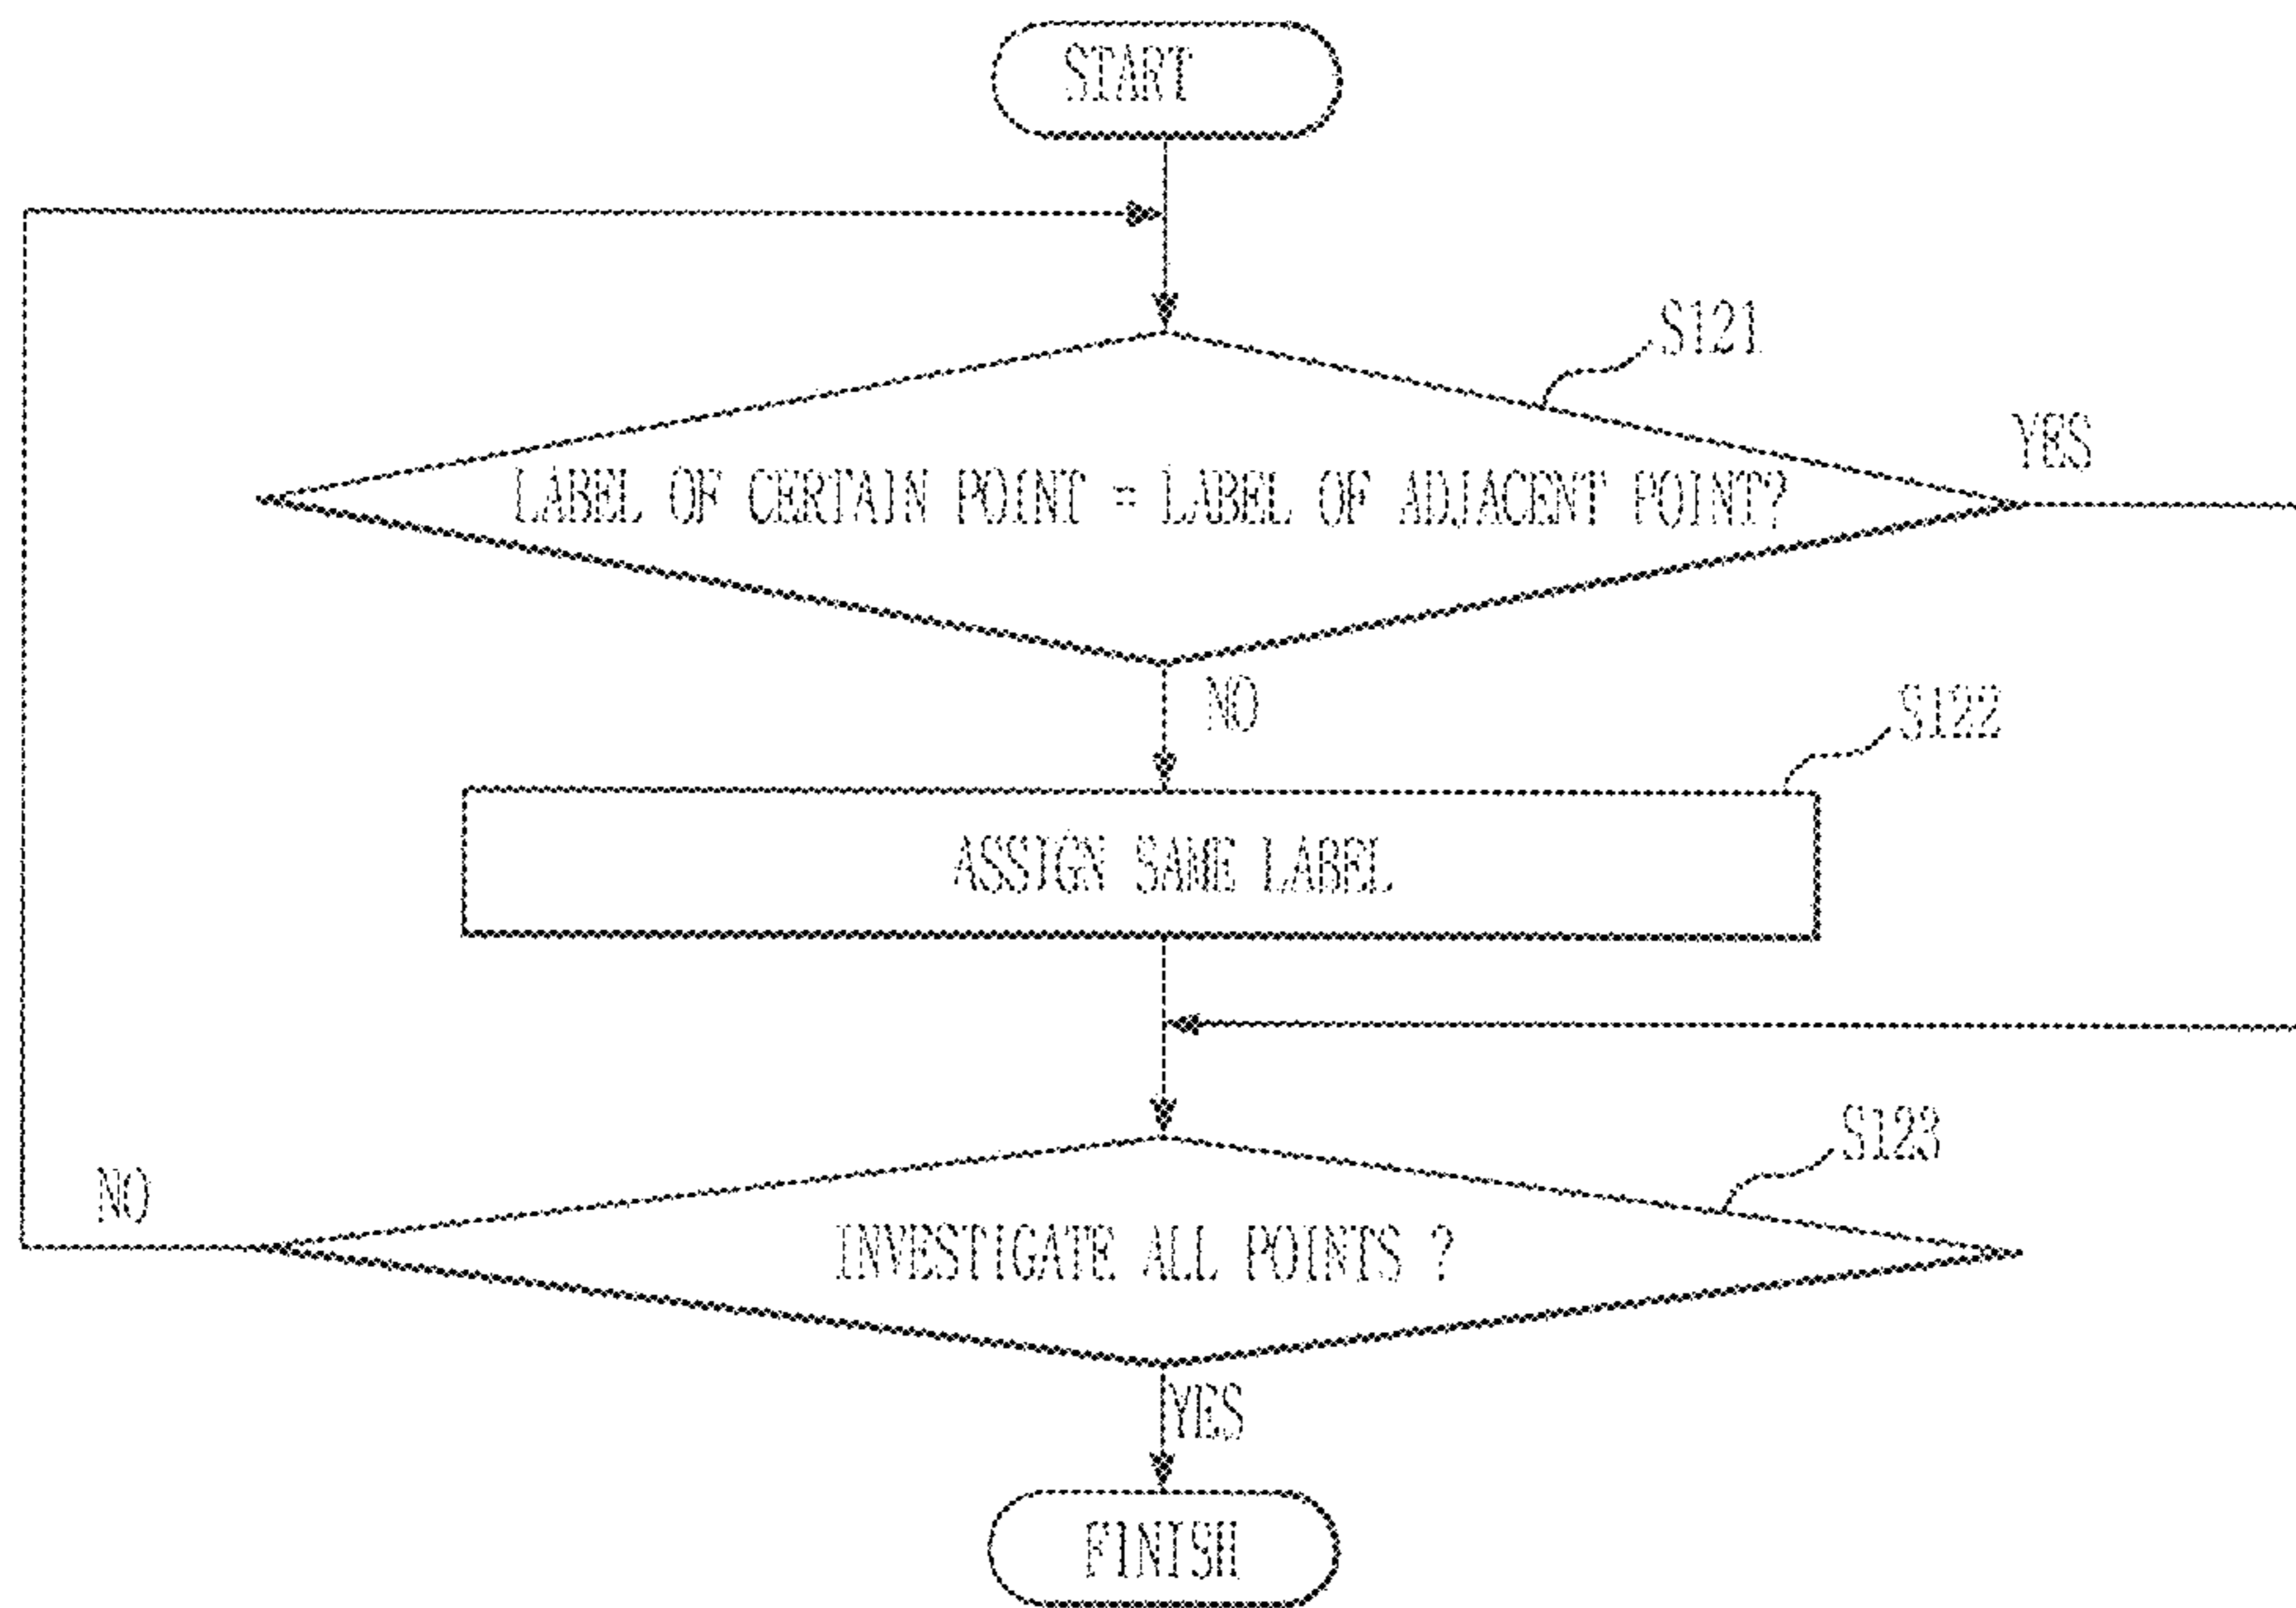 START
S121
YES
LABEL OF CERTAIN POINT = LABEL OF ADJACENT POINT?
NO
S122
ASSIGN SAME LABEL
S123
NO
INVESTIGATE ALL POINTS ?
YES
FINISH